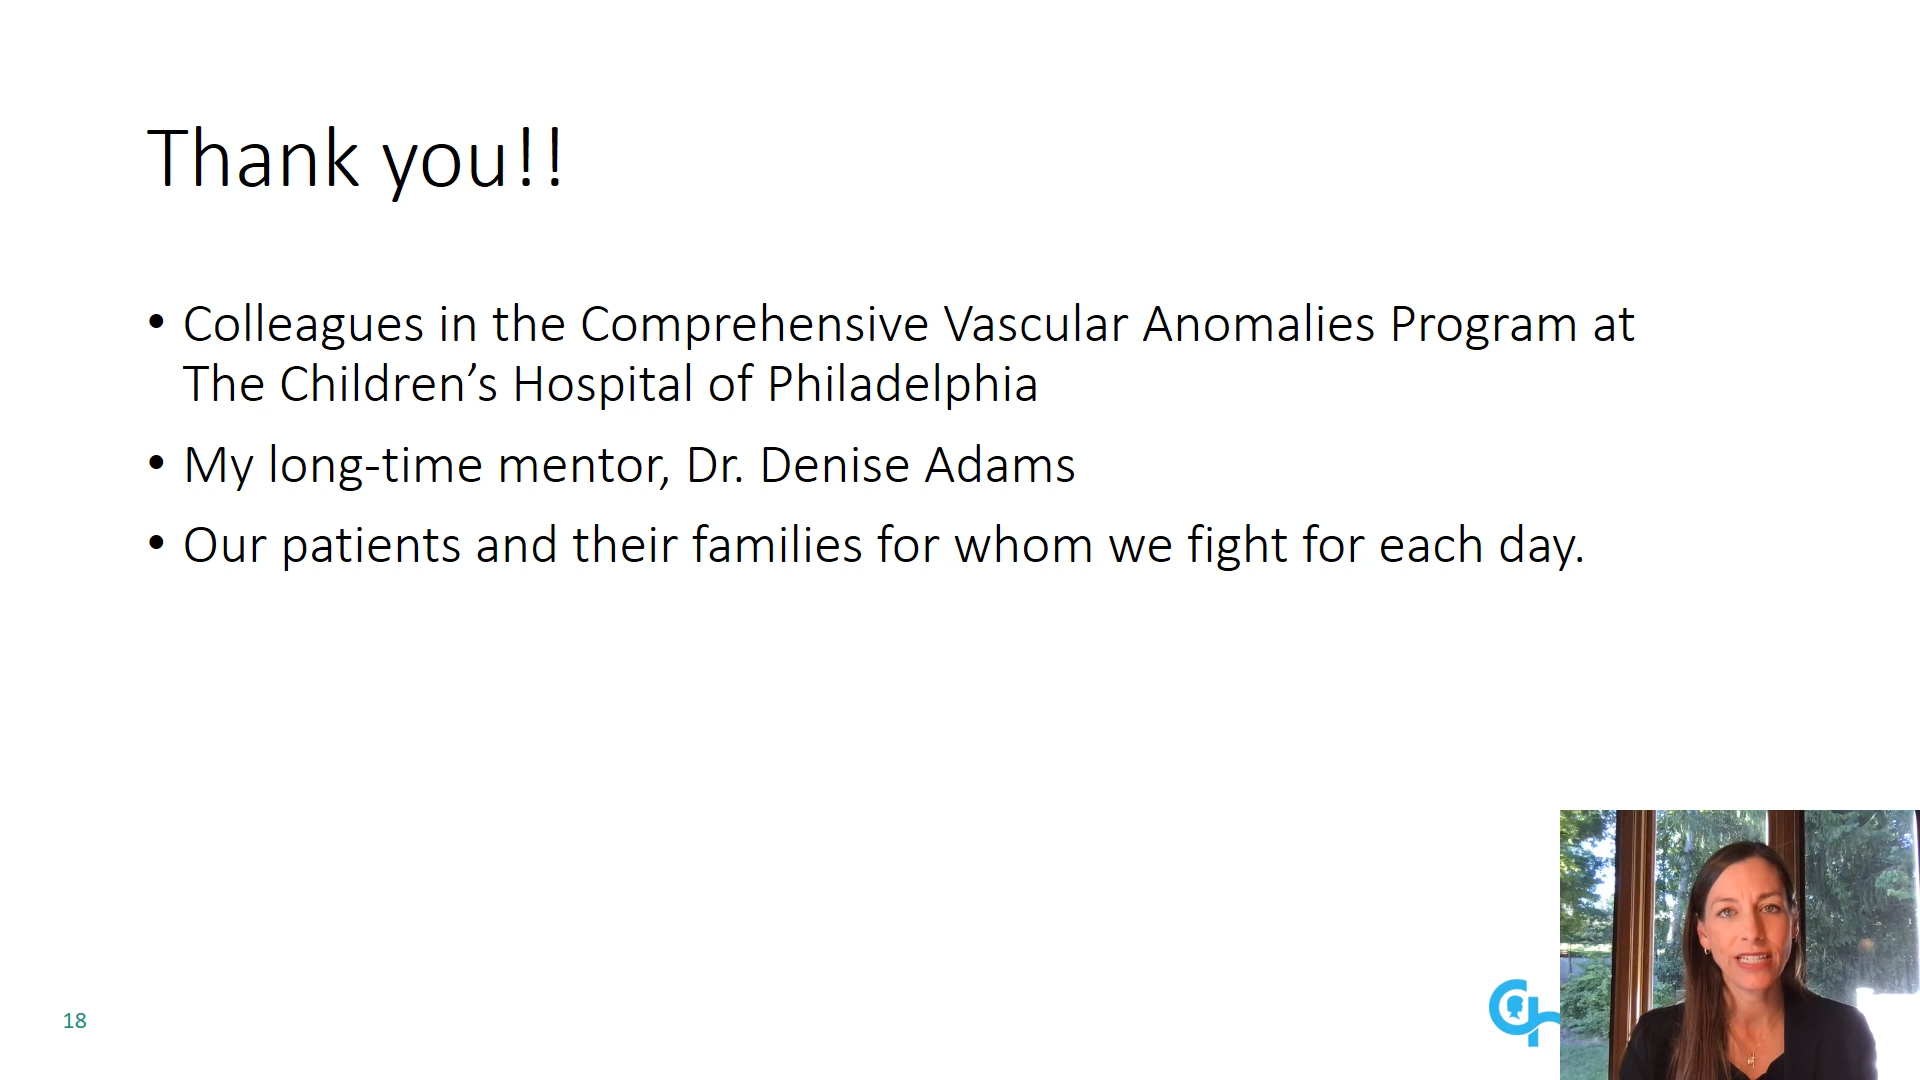 Thank you!!
• Colleagues in the Comprehensive Vascular Anomalies Program at
The Children’s Hospital of Philadelphia
• My long-time mentor, Dr. Denise Adams
• Our patients and their families for whom we fight for each day.
18